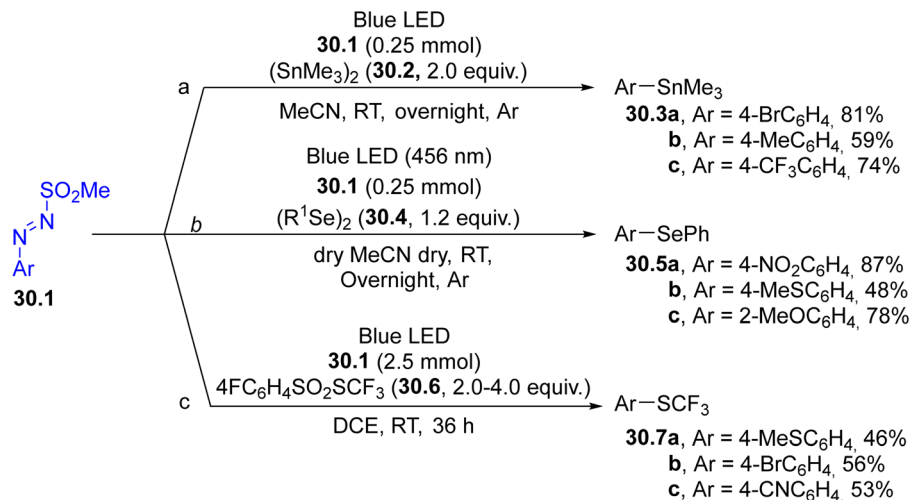 Blue LED
30.1 (0.25 mmol)
(SnMe₃)₂ (30.2, 2.0 equiv.)
a
MeCN, RT, overnight, Ar
Ar—SnMe₃
30.3a, Ar = 4-BrC₆H₄, 81%
b, Ar = 4-MeC₆H₄, 59%
c, Ar = 4-CF₃C₆H₄, 74%
SO₂Me
N=N
Ar
30.1
Blue LED (456 nm)
30.1 (0.25 mmol)
(R¹Se)₂ (30.4, 1.2 equiv.)
b
dry MeCN dry, RT,
Overnight, Ar
Ar—SePh
30.5a, Ar = 4-NO₂C₆H₄, 87%
b, Ar = 4-MeSC₆H₄, 48%
c, Ar = 2-MeOC₆H₄, 78%
Blue LED
30.1 (2.5 mmol)
4FC₆H₄SO₂SCF₃ (30.6, 2.0-4.0 equiv.)
c
DCE, RT, 36 h
Ar—SCF₃
30.7a, Ar = 4-MeSC₆H₄, 46%
b, Ar = 4-BrC₆H₄, 56%
c, Ar = 4-CNC₆H₄, 53%